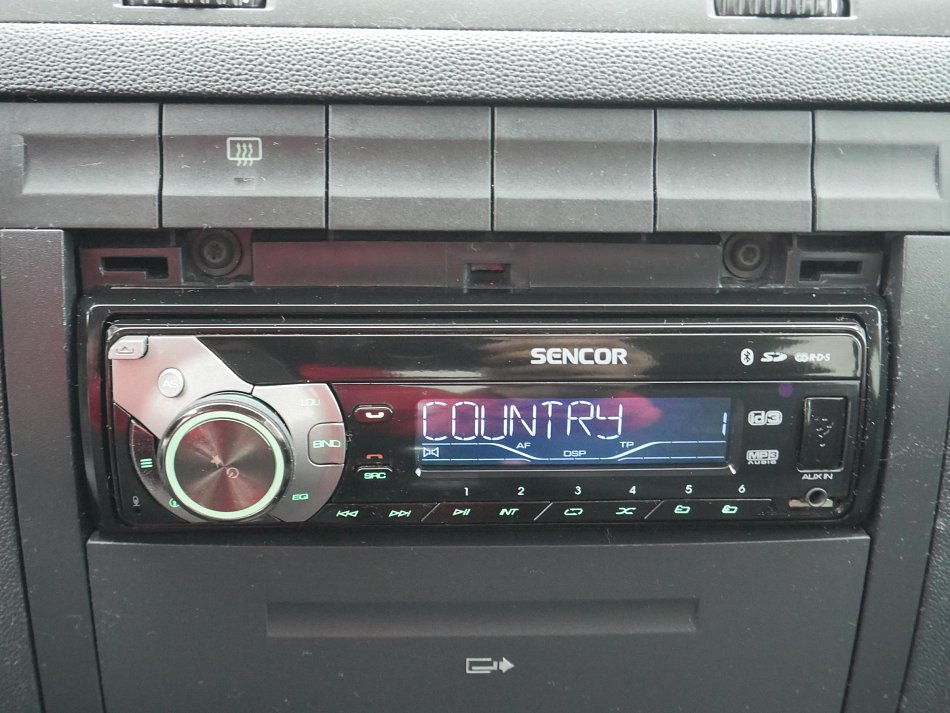 SENCOR
SD R·D·S
AS
LOU
COUNTRY 1
AF TP
DSP
id3
BND
MP3
AUDIO
SRC
AUX IN
EQ
1 2 3 4 5 6
INT